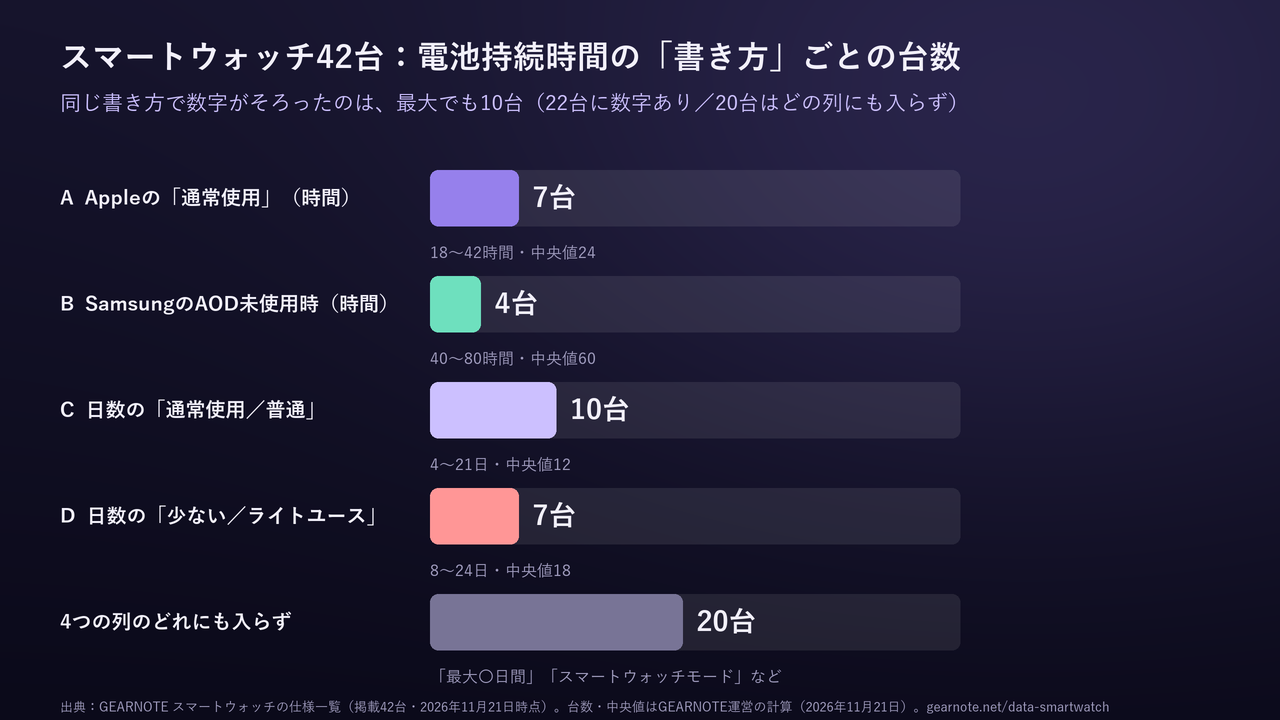 スマートウォッチ42台：電池持続時間の「書き方」ごとの台数
同じ書き方で数字がそろったのは、最大でも10台（22台に数字あり／20台はどの列にも入らず）
A Appleの「通常使用」（時間）
7台
18〜42時間・中央値24
B SamsungのAOD未使用時（時間）
4台
40〜80時間・中央値60
C 日数の「通常使用／普通」
10台
4〜21日・中央値12
D 日数の「少ない／ライトユース」
7台
8〜24日・中央値18
4つの列のどれにも入らず
20台
「最大〇日間」「スマートウォッチモード」など
出典：GEARNOTE スマートウォッチの仕様一覧（掲載42台・2026年11月21日時点）。台数・中央値はGEARNOTE運営の計算（2026年11月21日）。gearnote.net/data-smartwatch